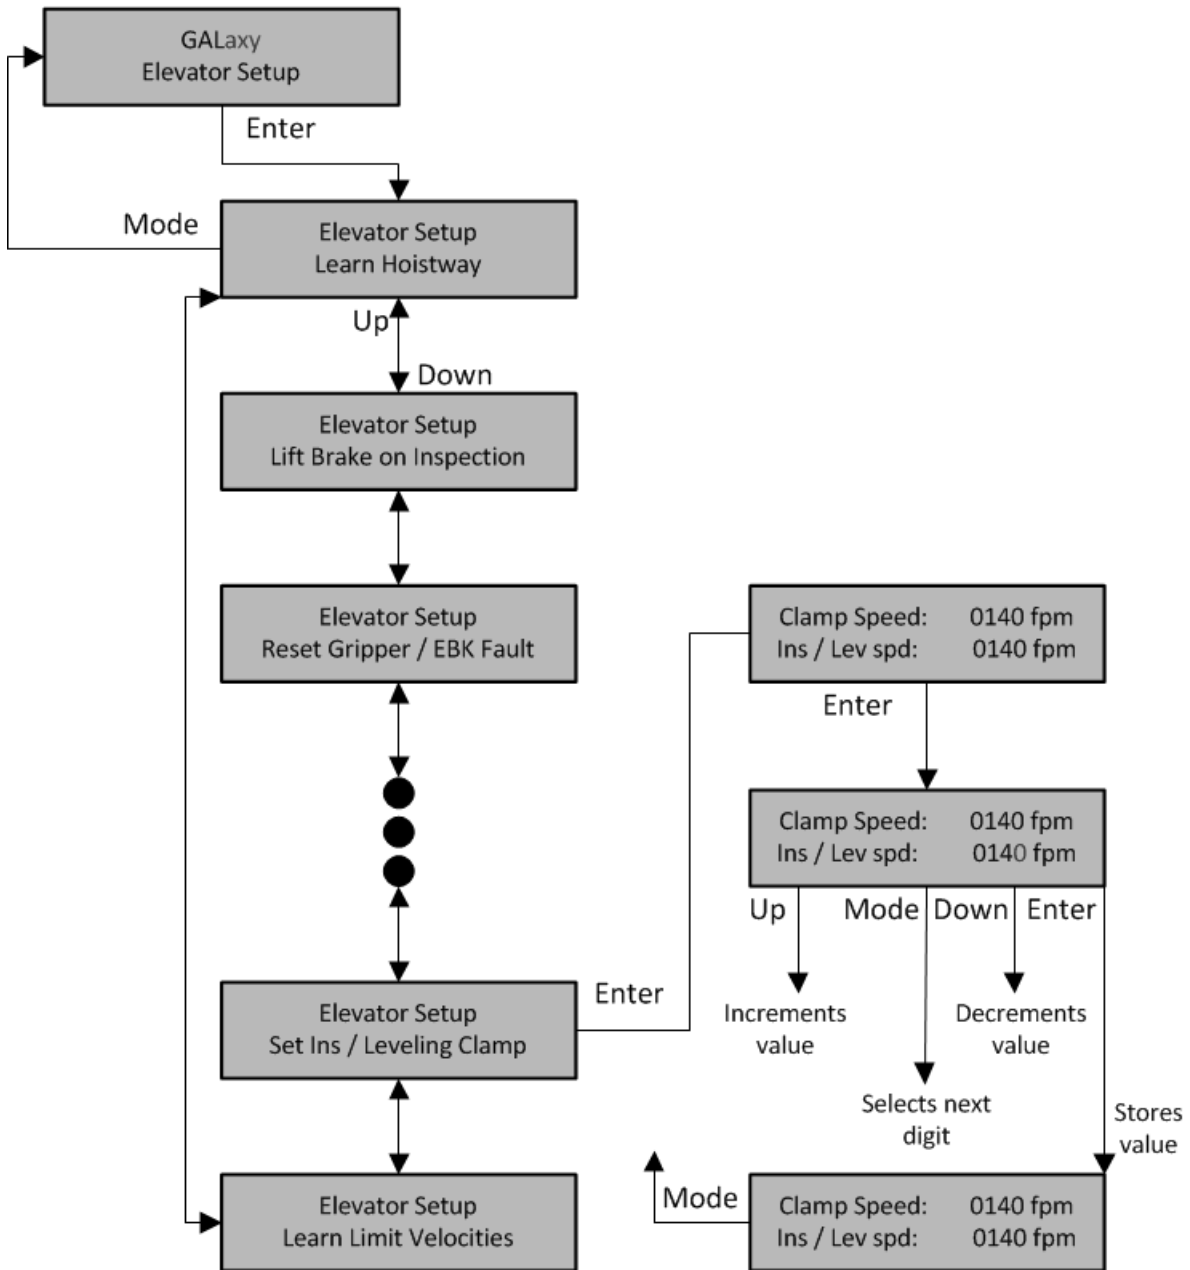 GALaxy
Elevator Setup
Enter
Mode
Elevator Setup
Learn Hoistway
Up
Down
Elevator Setup
Lift Brake on Inspection
Elevator Setup
Reset Gripper / EBK Fault
Clamp Speed: 0140 fpm
Ins / Lev spd: 0140 fpm
Enter
Clamp Speed: 0140 fpm
Ins / Lev spd: 0140 fpm
Up Mode Down Enter
Increments
value
Decrements
value
Selects next
digit
Stores
value
Elevator Setup
Set Ins / Leveling Clamp
Enter
Elevator Setup
Learn Limit Velocities
Mode
Clamp Speed: 0140 fpm
Ins / Lev spd: 0140 fpm